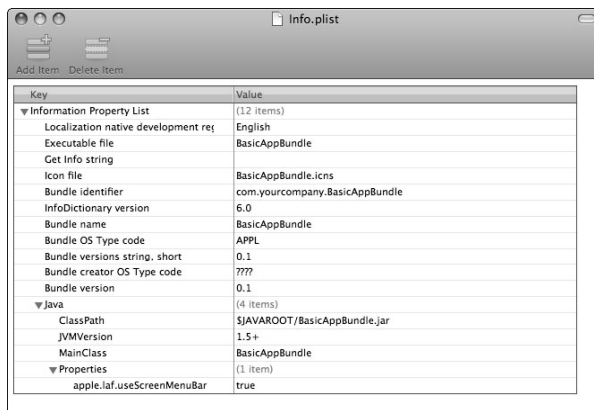 Info.plist
Add Item Delete Item
Key Value
Information Property List (12 items)
Localization native development reg English
Executable file BasicAppBundle
Get Info string
Icon file BasicAppBundle.icns
Bundle identifier com.yourcompany.BasicAppBundle
InfoDictionary version 6.0
Bundle name BasicAppBundle
Bundle OS Type code APPL
Bundle versions string, short 0.1
Bundle creator OS Type code ????
Bundle version 0.1
Java (4 items)
ClassPath $JAVAROOT/BasicAppBundle.jar
JVMVersion 1.5+
MainClass BasicAppBundle
Properties (1 item)
apple.laf.useScreenMenuBar true